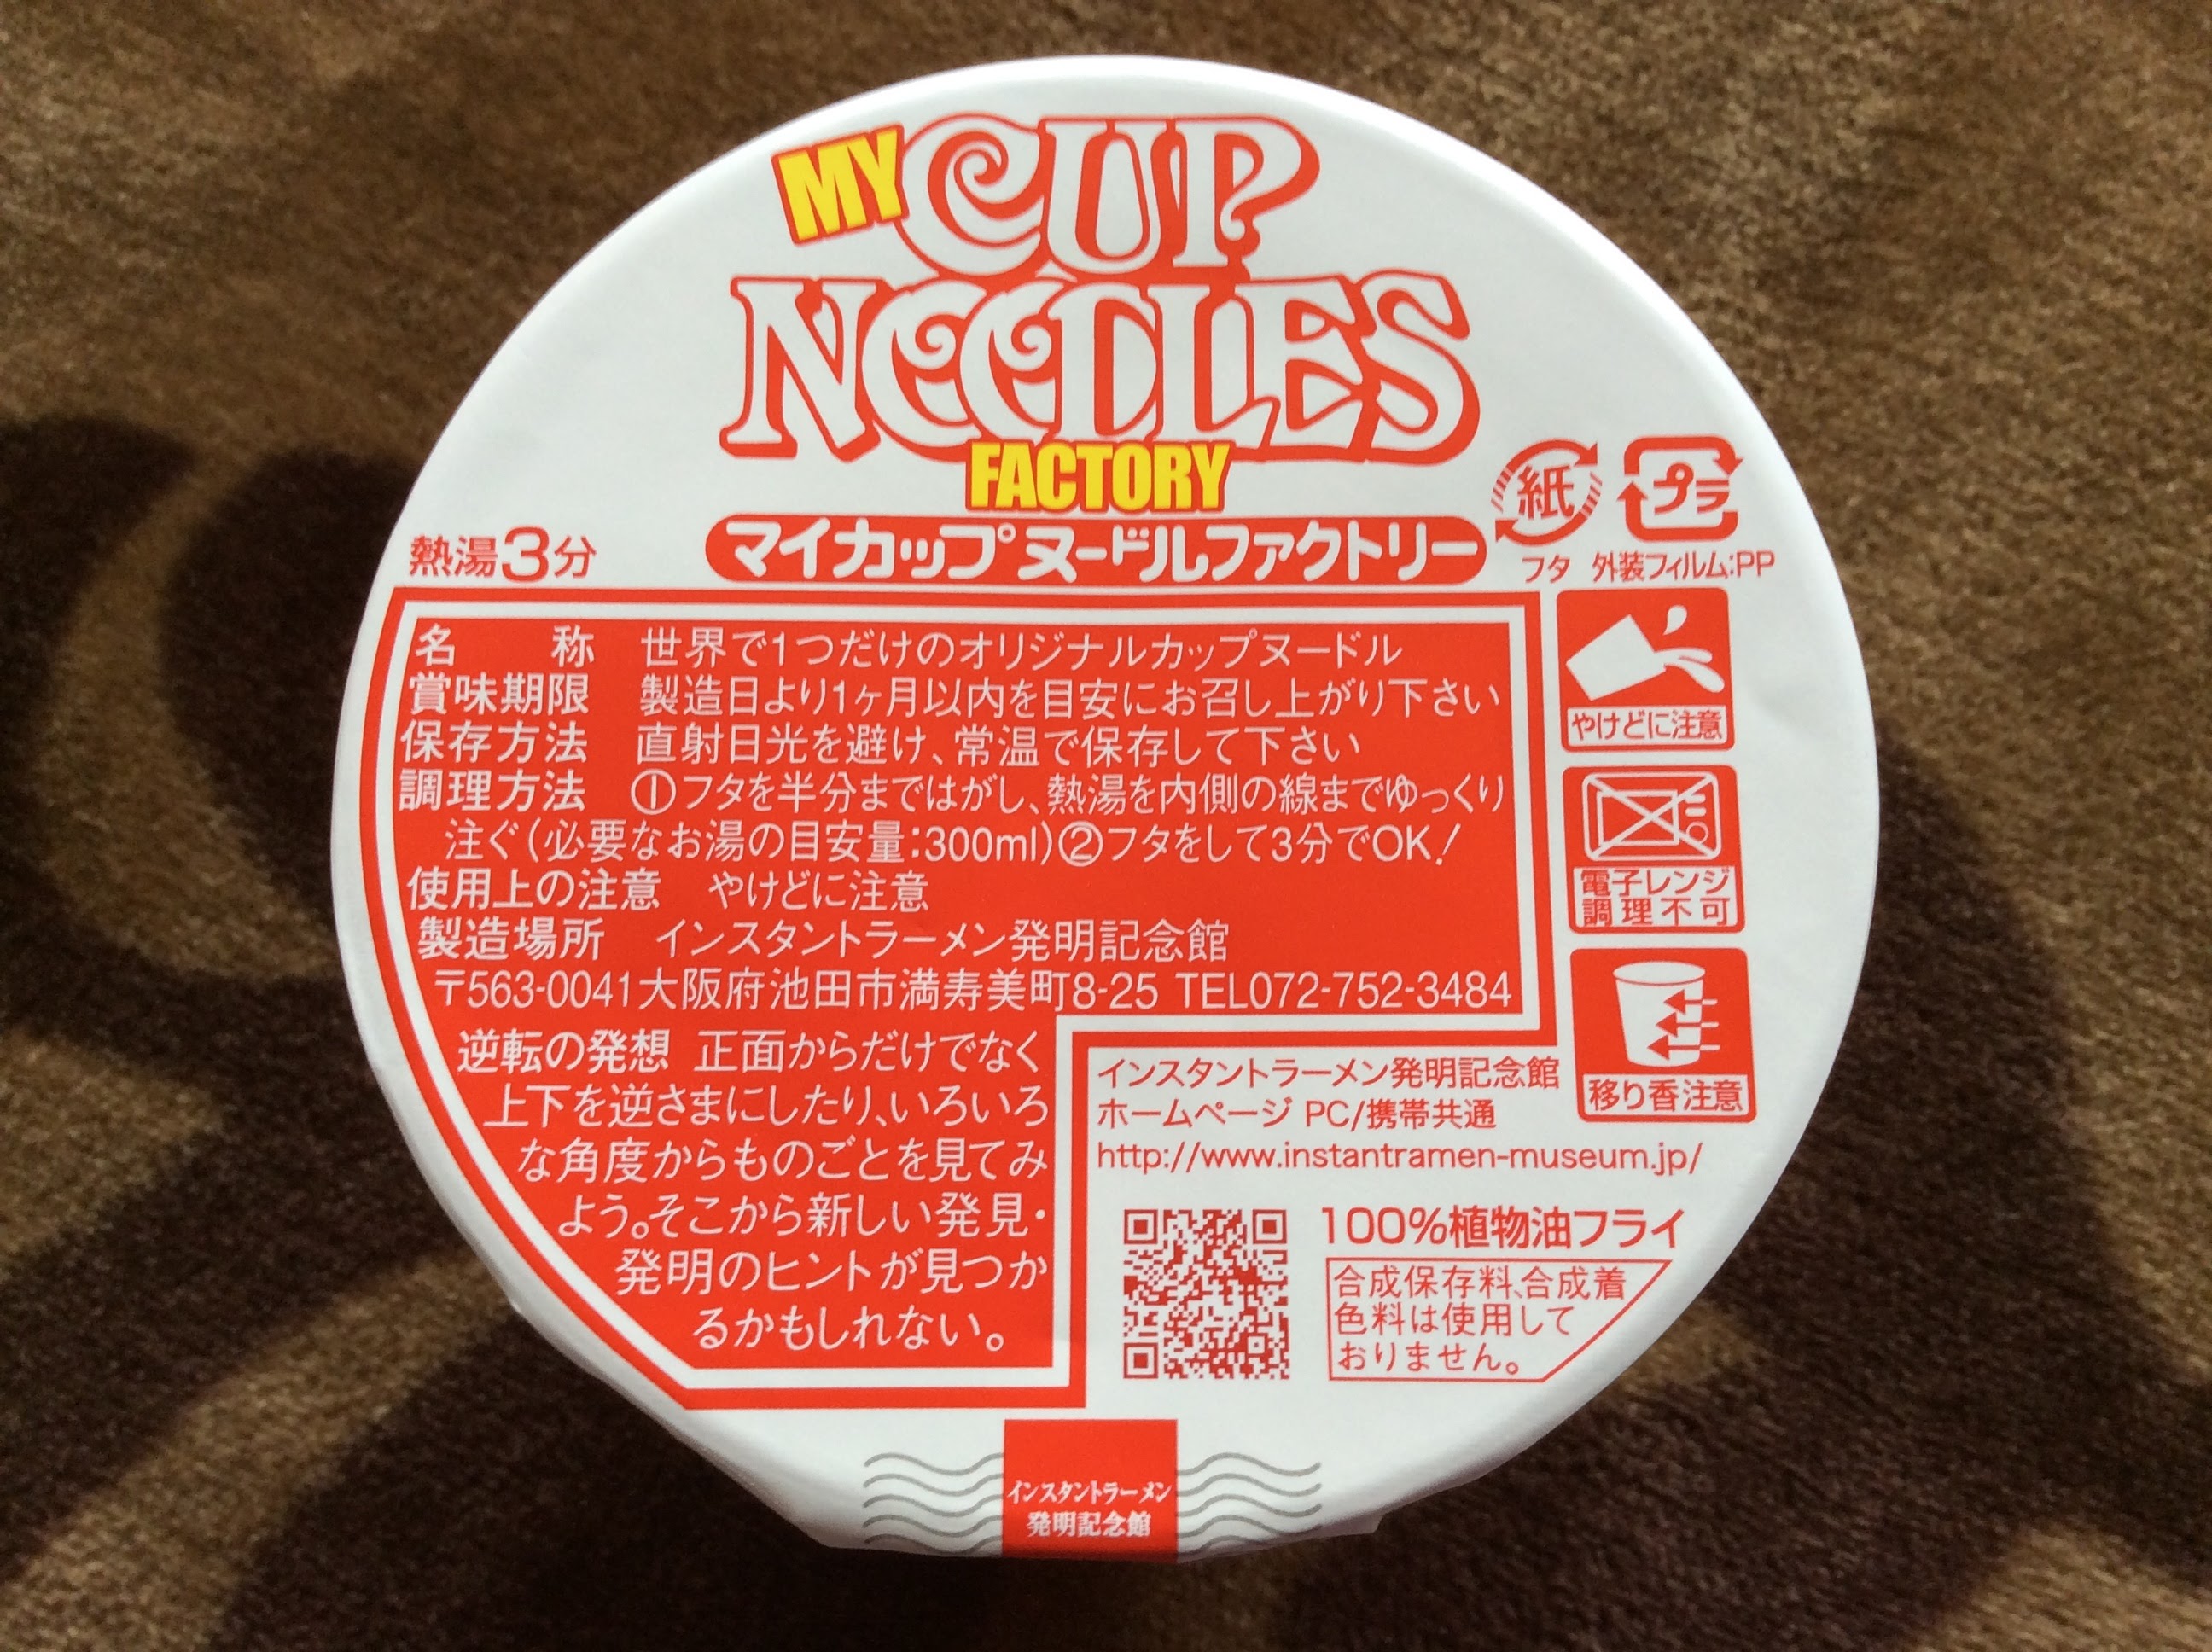 MY CUP
NOODLES
FACTORY
マイカップヌードルファクトリー
熱湯3分
紙
プラ
フタ 外装フィルム:PP
名称 世界で1つだけのオリジナルカップヌードル
賞味期限 製造日より1ヶ月以内を目安にお召し上がり下さい
保存方法 直射日光を避け、常温で保存して下さい
調理方法 ①フタを半分まではがし、熱湯を内側の線までゆっくり
注ぐ(必要なお湯の目安量:300ml)②フタをして3分でOK!
使用上の注意 やけどに注意
製造場所 インスタントラーメン発明記念館
〒563-0041大阪府池田市満寿美町8-25 TEL072-752-3484
逆転の発想 正面からだけでなく
上下を逆さまにしたり、いろいろ
な角度からものごとを見てみ
よう。そこから新しい発見・
発明のヒントが見つか
るかもしれない。
やけどに注意
電子レンジ
調理不可
移り香注意
インスタントラーメン発明記念館
ホームページ PC/携帯共通
http://www.instantramen-museum.jp/
100%植物油フライ
合成保存料、合成着
色料は使用して
おりません。
インスタントラーメン
発明記念館